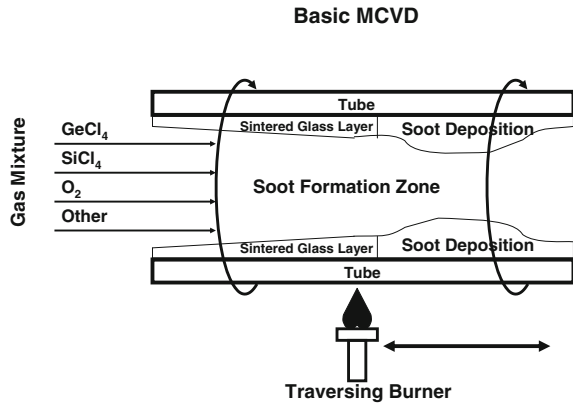 Basic MCVD
Tube
Sintered Glass Layer
Soot Deposition
Gas Mixture
GeCl4
SiCl4
O2
Other
Soot Formation Zone
Sintered Glass Layer
Soot Deposition
Tube
Traversing Burner